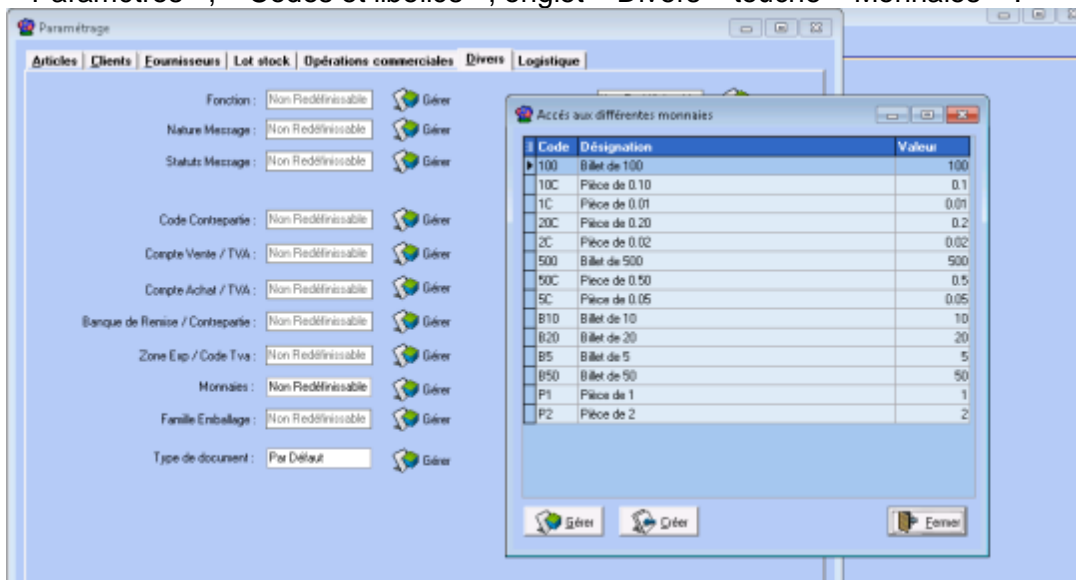 Paramètres , Codes et libellés , onglet Divers touche Monnaies .
Paramétrage
Articles Clients Fournisseurs Lot stock Opérations commerciales Divers Logistique
Fonction : Non Redéfinissable Gérer
Nature Message : Non Redéfinissable Gérer
Statuts Message : Non Redéfinissable Gérer
Code Contrepartie : Non Redéfinissable Gérer
Compte Vente / TVA : Non Redéfinissable Gérer
Compte Achat / TVA : Non Redéfinissable Gérer
Banque de Remise / Contrepartie : Non Redéfinissable Gérer
Zone Exp / Code Tva : Non Redéfinissable Gérer
Monnaies : Non Redéfinissable Gérer
Famille Emballage : Non Redéfinissable Gérer
Type de document : Par Défaut Gérer
Accès aux différentes monnaies
Code Désignation Valeur
100 Billet de 100 100
10C Pièce de 0.10 0.1
1C Pièce de 0.01 0.01
20C Pièce de 0.20 0.2
2C Pièce de 0.02 0.02
500 Billet de 500 500
50C Piece de 0.50 0.5
5C Pièce de 0.05 0.05
B10 Billet de 10 10
B20 Billet de 20 20
B5 Billet de 5 5
B50 Billet de 50 50
P1 Pièce de 1 1
P2 Pièce de 2 2
Gérer Créer Fermer